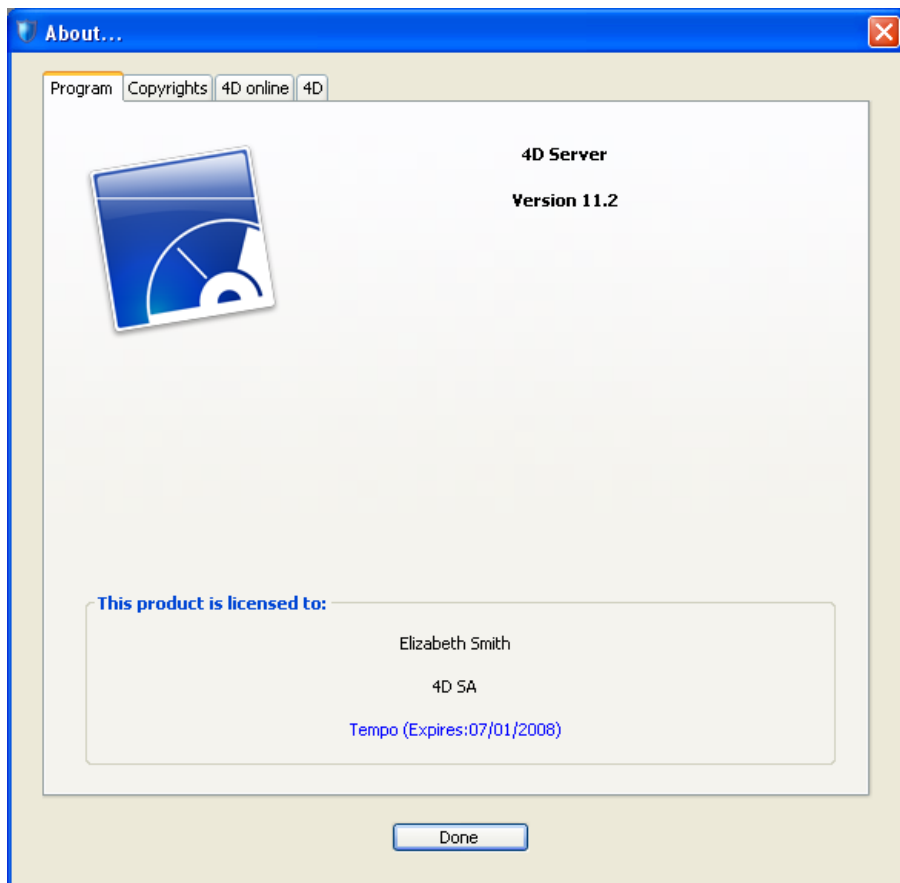 About...
Program Copyrights 4D online 4D
4D Server
Version 11.2
This product is licensed to:
Elizabeth Smith
4D SA
Tempo (Expires:07/01/2008)
Done